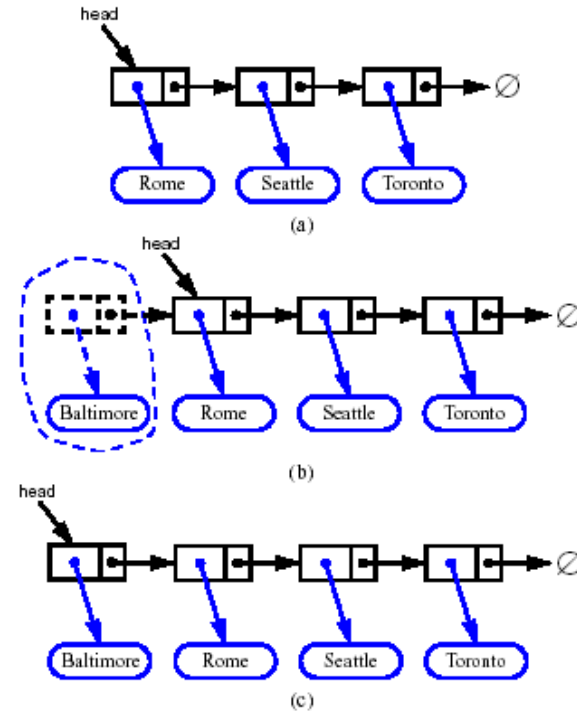 head
∅
Rome Seattle Toronto
(a)
head
∅
Baltimore Rome Seattle Toronto
(b)
head
∅
Baltimore Rome Seattle Toronto
(c)